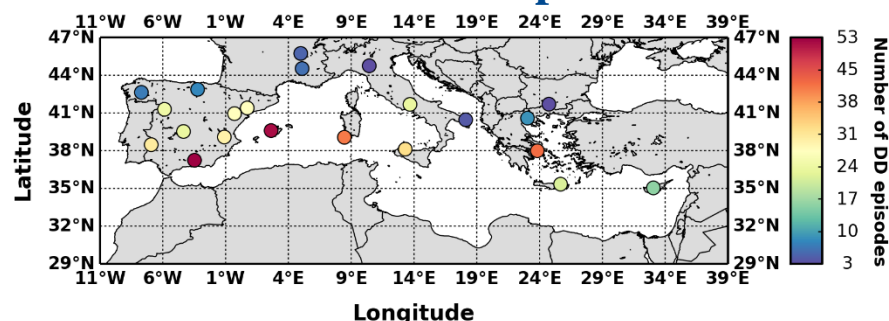 11°W 6°W 1°W 4°E 9°E 14°E 19°E 24°E 29°E 34°E 39°E
47°N 47°N
44°N 44°N
41°N 41°N
38°N 38°N
35°N 35°N
32°N 32°N
29°N 29°N
11°W 6°W 1°W 4°E 9°E 14°E 19°E 24°E 29°E 34°E 39°E
Latitude
Longitude
53
45
38
31
24
17
10
3
Number of DD episodes